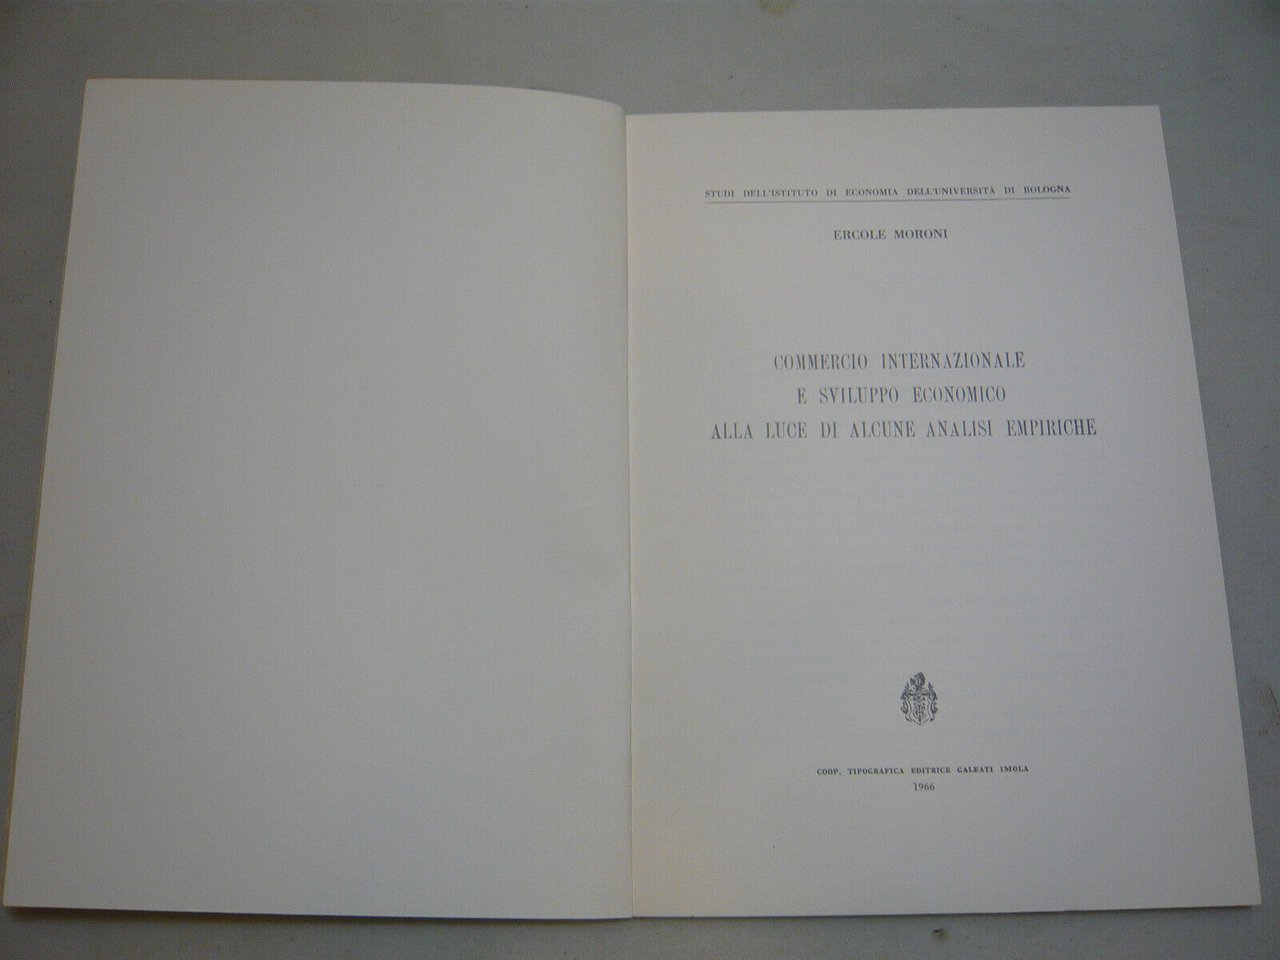 STUDI DELL'ISTITUTO DI ECONOMIA DELL'UNIVERSITÀ DI BOLOGNA
ERCOLE MORONI
COMMERCIO INTERNAZIONALE
E SVILUPPO ECONOMICO
ALLA LUCE DI ALCUNE ANALISI EMPIRICHE
COOP. TIPOGRAFICA EDITRICE GALEATI IMOLA
1966